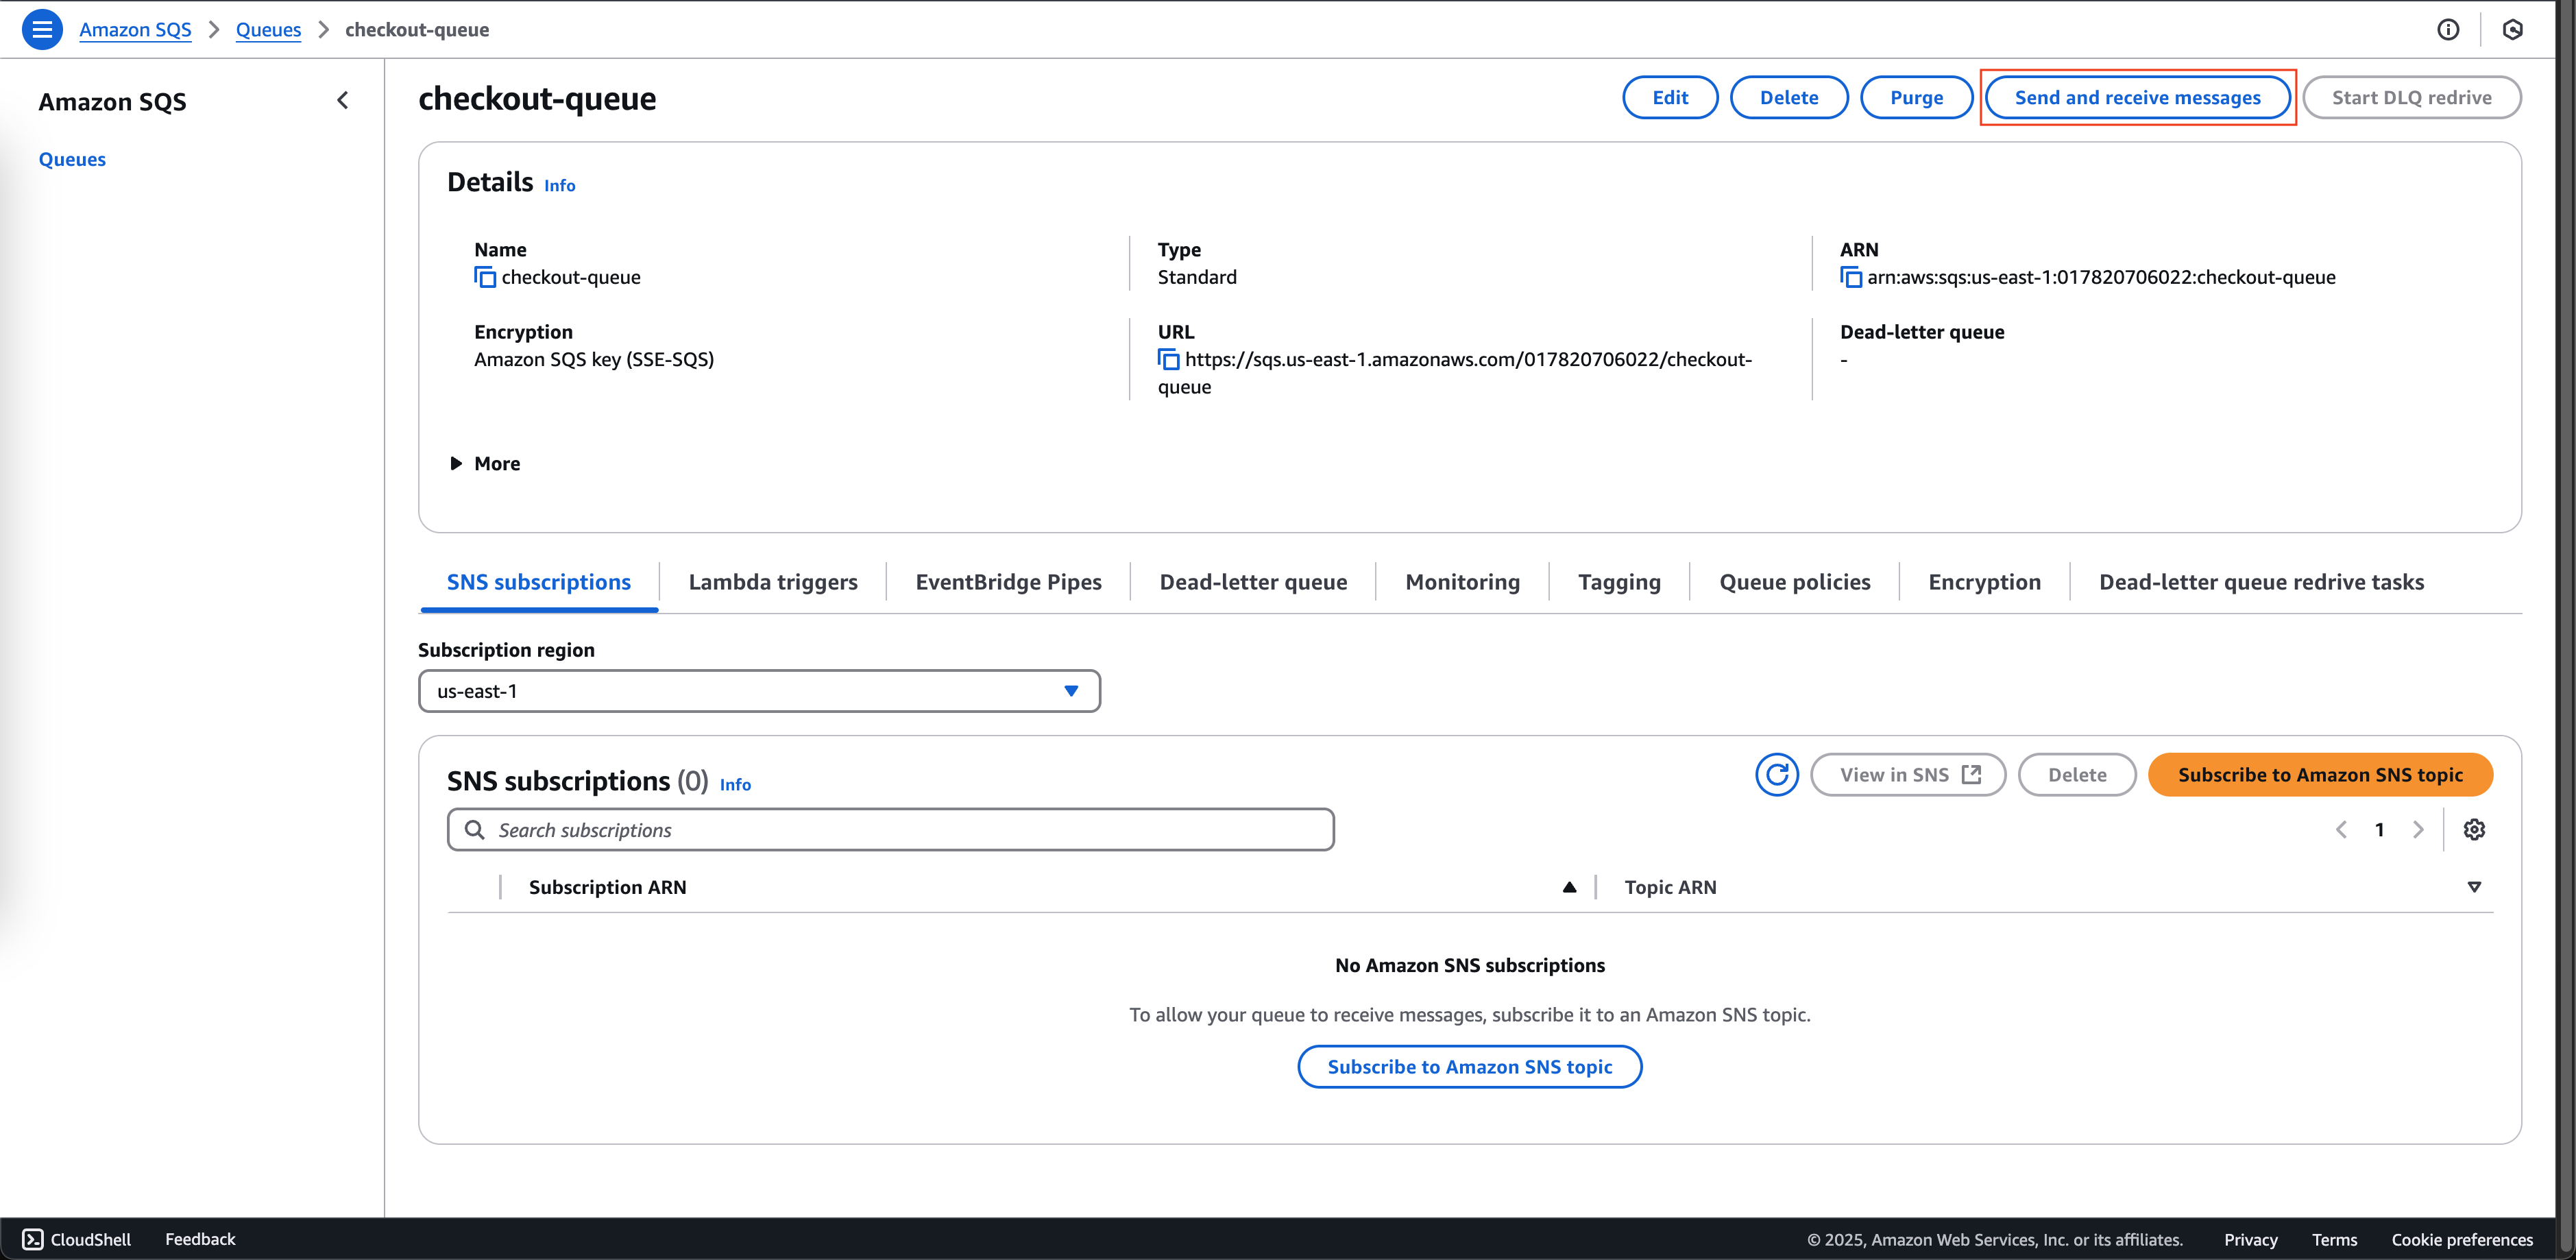 Amazon SQS > Queues > checkout-queue
Amazon SQS
Queues
checkout-queue
Edit
Delete
Purge
Send and receive messages
Start DLQ redrive
Details Info
Name
checkout-queue
Type
Standard
ARN
arn:aws:sqs:us-east-1:017820706022:checkout-queue
Encryption
Amazon SQS key (SSE-SQS)
URL
https://sqs.us-east-1.amazonaws.com/017820706022/checkout-
queue
Dead-letter queue
-
More
SNS subscriptions
Lambda triggers
EventBridge Pipes
Dead-letter queue
Monitoring
Tagging
Queue policies
Encryption
Dead-letter queue redrive tasks
Subscription region
us-east-1
SNS subscriptions (0) Info
View in SNS
Delete
Subscribe to Amazon SNS topic
Search subscriptions
1
Subscription ARN
Topic ARN
No Amazon SNS subscriptions
To allow your queue to receive messages, subscribe it to an Amazon SNS topic.
Subscribe to Amazon SNS topic
CloudShell
Feedback
© 2025, Amazon Web Services, Inc. or its affiliates.
Privacy
Terms
Cookie preferences